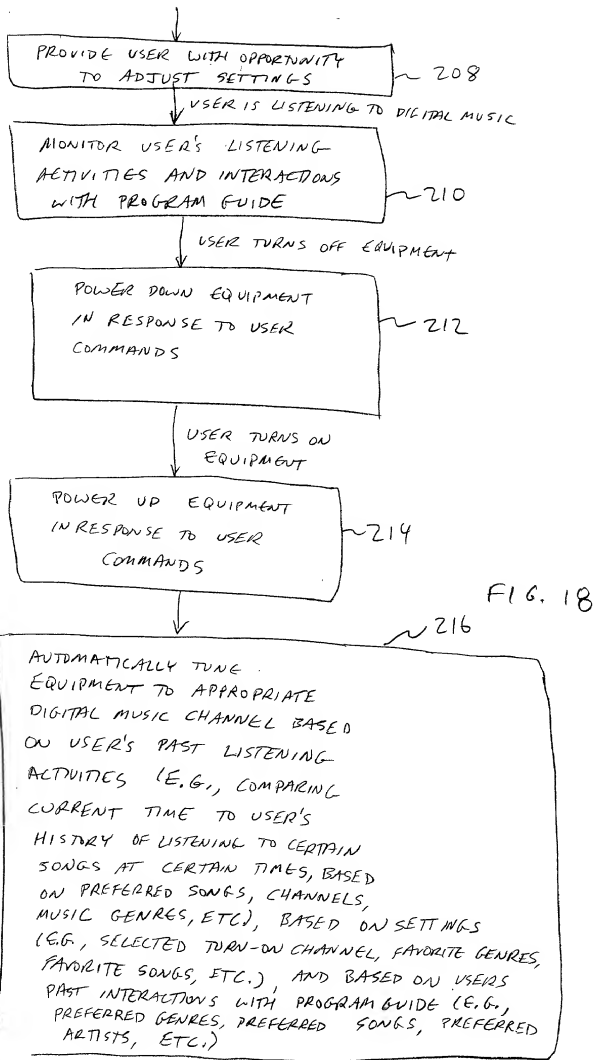 PROVIDE USER WITH OPPORTUNITY
TO ADJUST SETTINGS
208
USER IS LISTENING TO DIGITAL MUSIC
MONITOR USER'S LISTENING
ACTIVITIES AND INTERACTIONS
WITH PROGRAM GUIDE
210
USER TURNS OFF EQUIPMENT
POWER DOWN EQUIPMENT
IN RESPONSE TO USER
COMMANDS
212
USER TURNS ON
EQUIPMENT
POWER UP EQUIPMENT
IN RESPONSE TO USER
COMMANDS
214
FIG. 18
216
AUTOMATICALLY TUNE
EQUIPMENT TO APPROPRIATE
DIGITAL MUSIC CHANNEL BASED
ON USER'S PAST LISTENING
ACTIVITIES (E.G., COMPARING
CURRENT TIME TO USER'S
HISTORY OF LISTENING TO CERTAIN
SONGS AT CERTAIN TIMES, BASED
ON PREFERRED SONGS, CHANNELS,
MUSIC GENRES, ETC), BASED ON SETTINGS
(E.G., SELECTED TURN-ON CHANNEL, FAVORITE GENRES,
FAVORITE SONGS, ETC.), AND BASED ON USERS
PAST INTERACTIONS WITH PROGRAM GUIDE (E.G.,
PREFERRED GENRES, PREFERRED SONGS, PREFERRED
ARTISTS, ETC.)